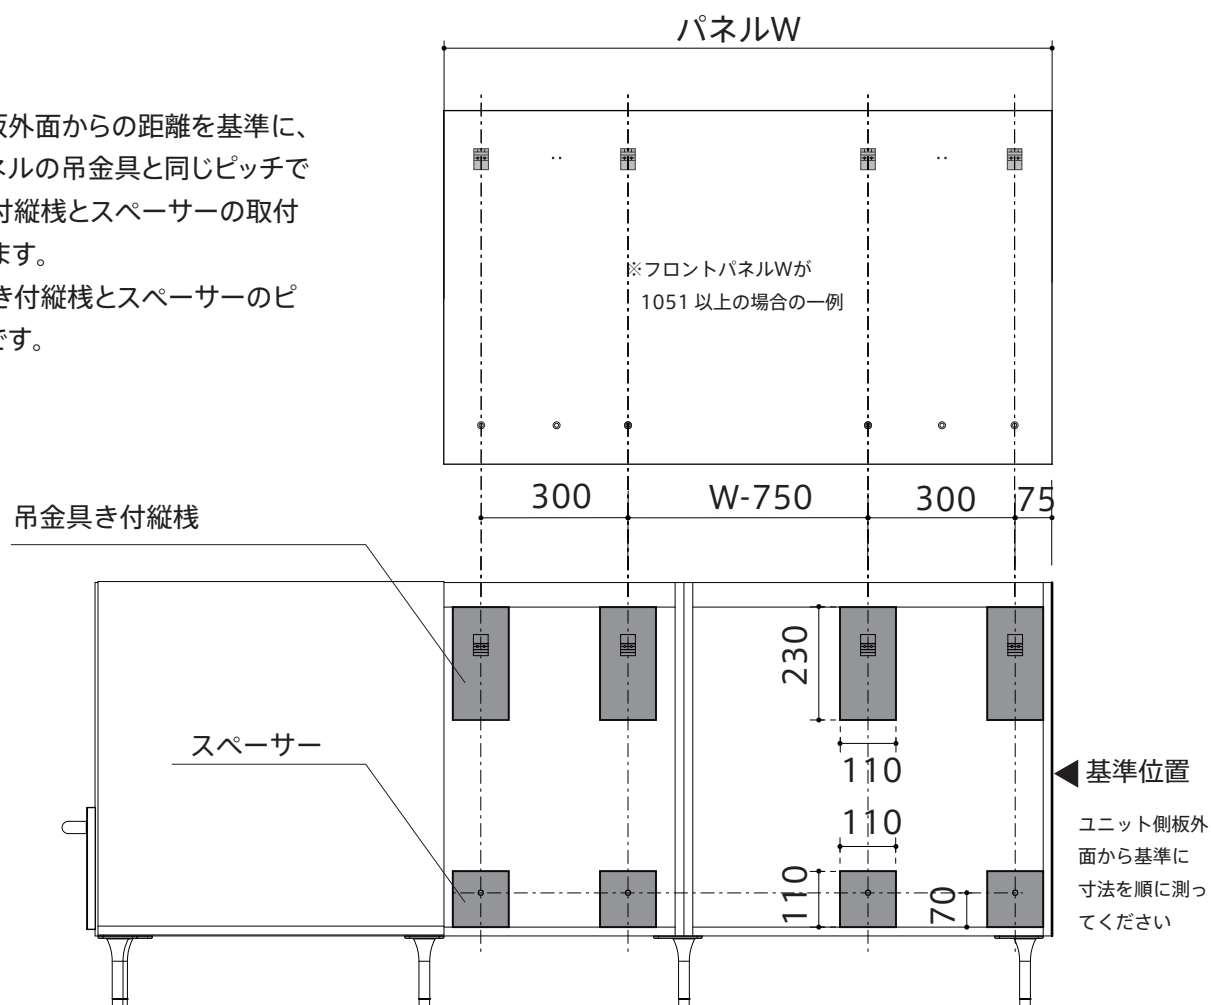 パネルW
板外面からの距離を基準に、
ネルの吊金具と同じピッチで
付縦桟とスペーサーの取付
ます。
き付縦桟とスペーサーのピ
です。
※フロントパネルWが
1051 以上の場合の一例
300
W-750
300
75
吊金具き付縦桟
230
スペーサー
110
基準位置
110
ユニット側板外
面から基準に
寸法を順に測っ
てください
110
70